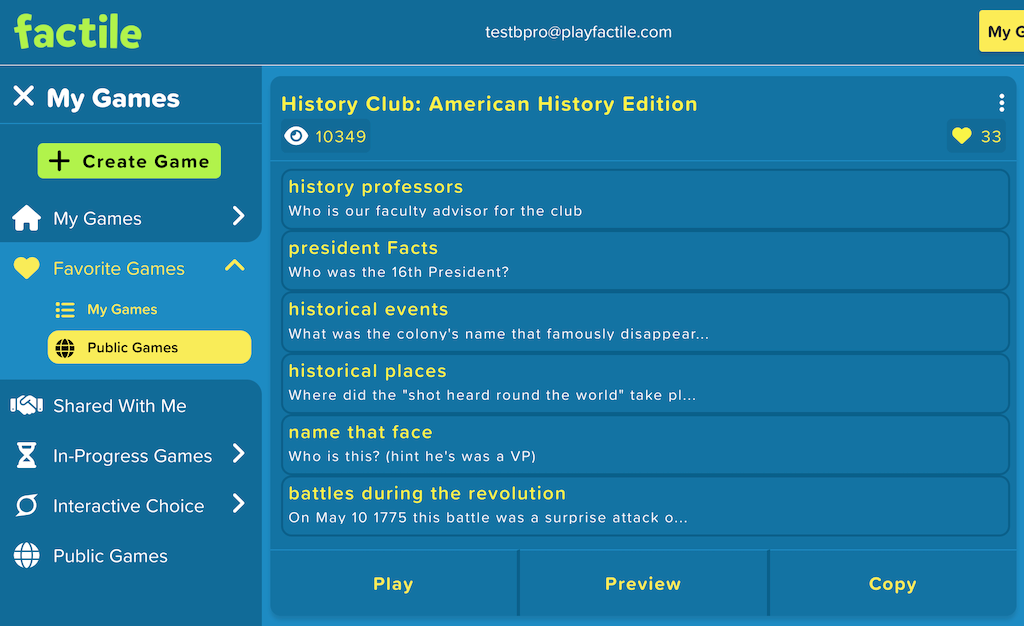 factile
testbpro@playfactile.com
My G
My Games
Create Game
My Games
Favorite Games
My Games
Public Games
Shared With Me
In-Progress Games
Interactive Choice
Public Games
History Club: American History Edition
10349
33
history professors
Who is our faculty advisor for the club
president Facts
Who was the 16th President?
historical events
What was the colony's name that famously disappear...
historical places
Where did the "shot heard round the world" take pl...
name that face
Who is this? (hint he's was a VP)
battles during the revolution
On May 10 1775 this battle was a surprise attack o...
Play
Preview
Copy